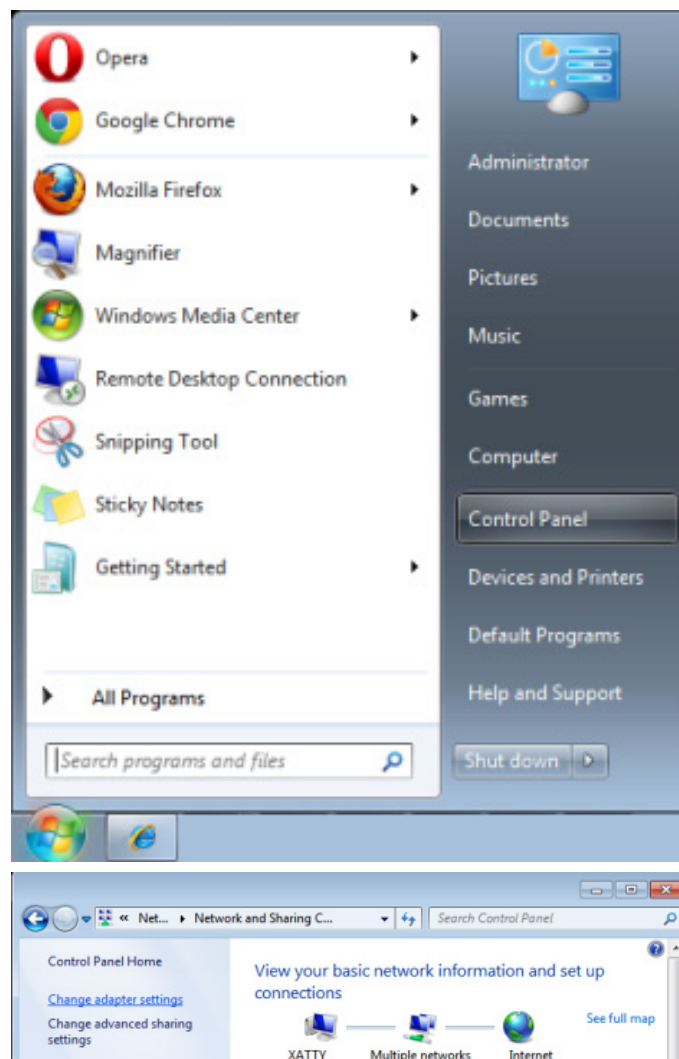 Opera
Google Chrome
Mozilla Firefox
Magnifier
Windows Media Center
Remote Desktop Connection
Snipping Tool
Sticky Notes
Getting Started
All Programs
Search programs and files
Administrator
Documents
Pictures
Music
Games
Computer
Control Panel
Devices and Printers
Default Programs
Help and Support
Shut down
« Net... Network and Sharing C...
Search Control Panel
Control Panel Home
Change adapter settings
Change advanced sharing
settings
View your basic network information and set up
connections
See full map
XATTY Multiple networks Internet